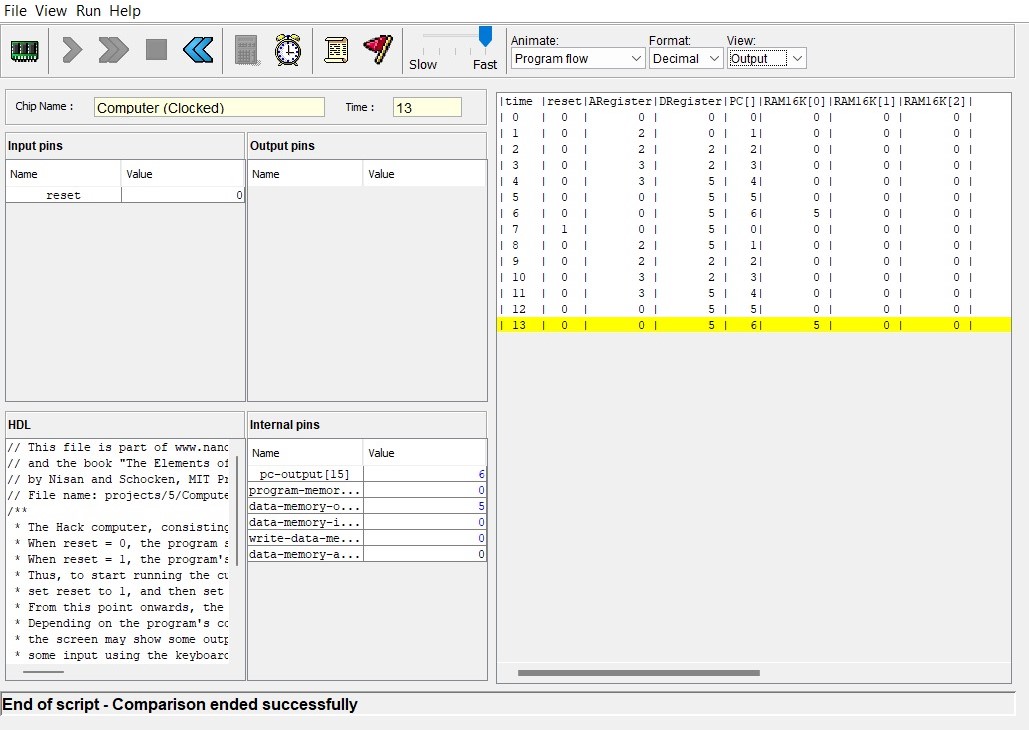 File View Run Help
Slow Fast
Animate: Format: View:
Program flow Decimal Output
Chip Name : Computer (Clocked) Time : 13
Input pins
Name Value
reset 0
Output pins
Name Value
HDL
// This file is part of www.nand
// and the book "The Elements of
// by Nisan and Schocken, MIT Pr
// File name: projects/5/Compute
/**
* The Hack computer, consisting
* When reset = 0, the program s
* When reset = 1, the program's
* Thus, to start running the cu
* set reset to 1, and then set
* From this point onwards, the
* Depending on the program's co
* the screen may show some outp
* some input using the keyboard
Internal pins
Name Value
pc-output[15] 6
program-memor... 0
data-memory-o... 5
data-memory-i... 0
write-data-me... 0
data-memory-a... 0
|time |reset|ARegister|DRegister|PC[]|RAM16K[0]|RAM16K[1]|RAM16K[2]|
| 0 | 0 | 0 | 0 | 0| 0 | 0 | 0 |
| 1 | 0 | 2 | 0 | 1| 0 | 0 | 0 |
| 2 | 0 | 2 | 2 | 2| 0 | 0 | 0 |
| 3 | 0 | 3 | 2 | 3| 0 | 0 | 0 |
| 4 | 0 | 3 | 5 | 4| 0 | 0 | 0 |
| 5 | 0 | 0 | 5 | 5| 0 | 0 | 0 |
| 6 | 0 | 0 | 5 | 6| 5 | 0 | 0 |
| 7 | 1 | 0 | 5 | 0| 0 | 0 | 0 |
| 8 | 0 | 2 | 5 | 1| 0 | 0 | 0 |
| 9 | 0 | 2 | 2 | 2| 0 | 0 | 0 |
| 10 | 0 | 3 | 2 | 3| 0 | 0 | 0 |
| 11 | 0 | 3 | 5 | 4| 0 | 0 | 0 |
| 12 | 0 | 0 | 5 | 5| 0 | 0 | 0 |
| 13 | 0 | 0 | 5 | 6| 5 | 0 | 0 |
End of script - Comparison ended successfully